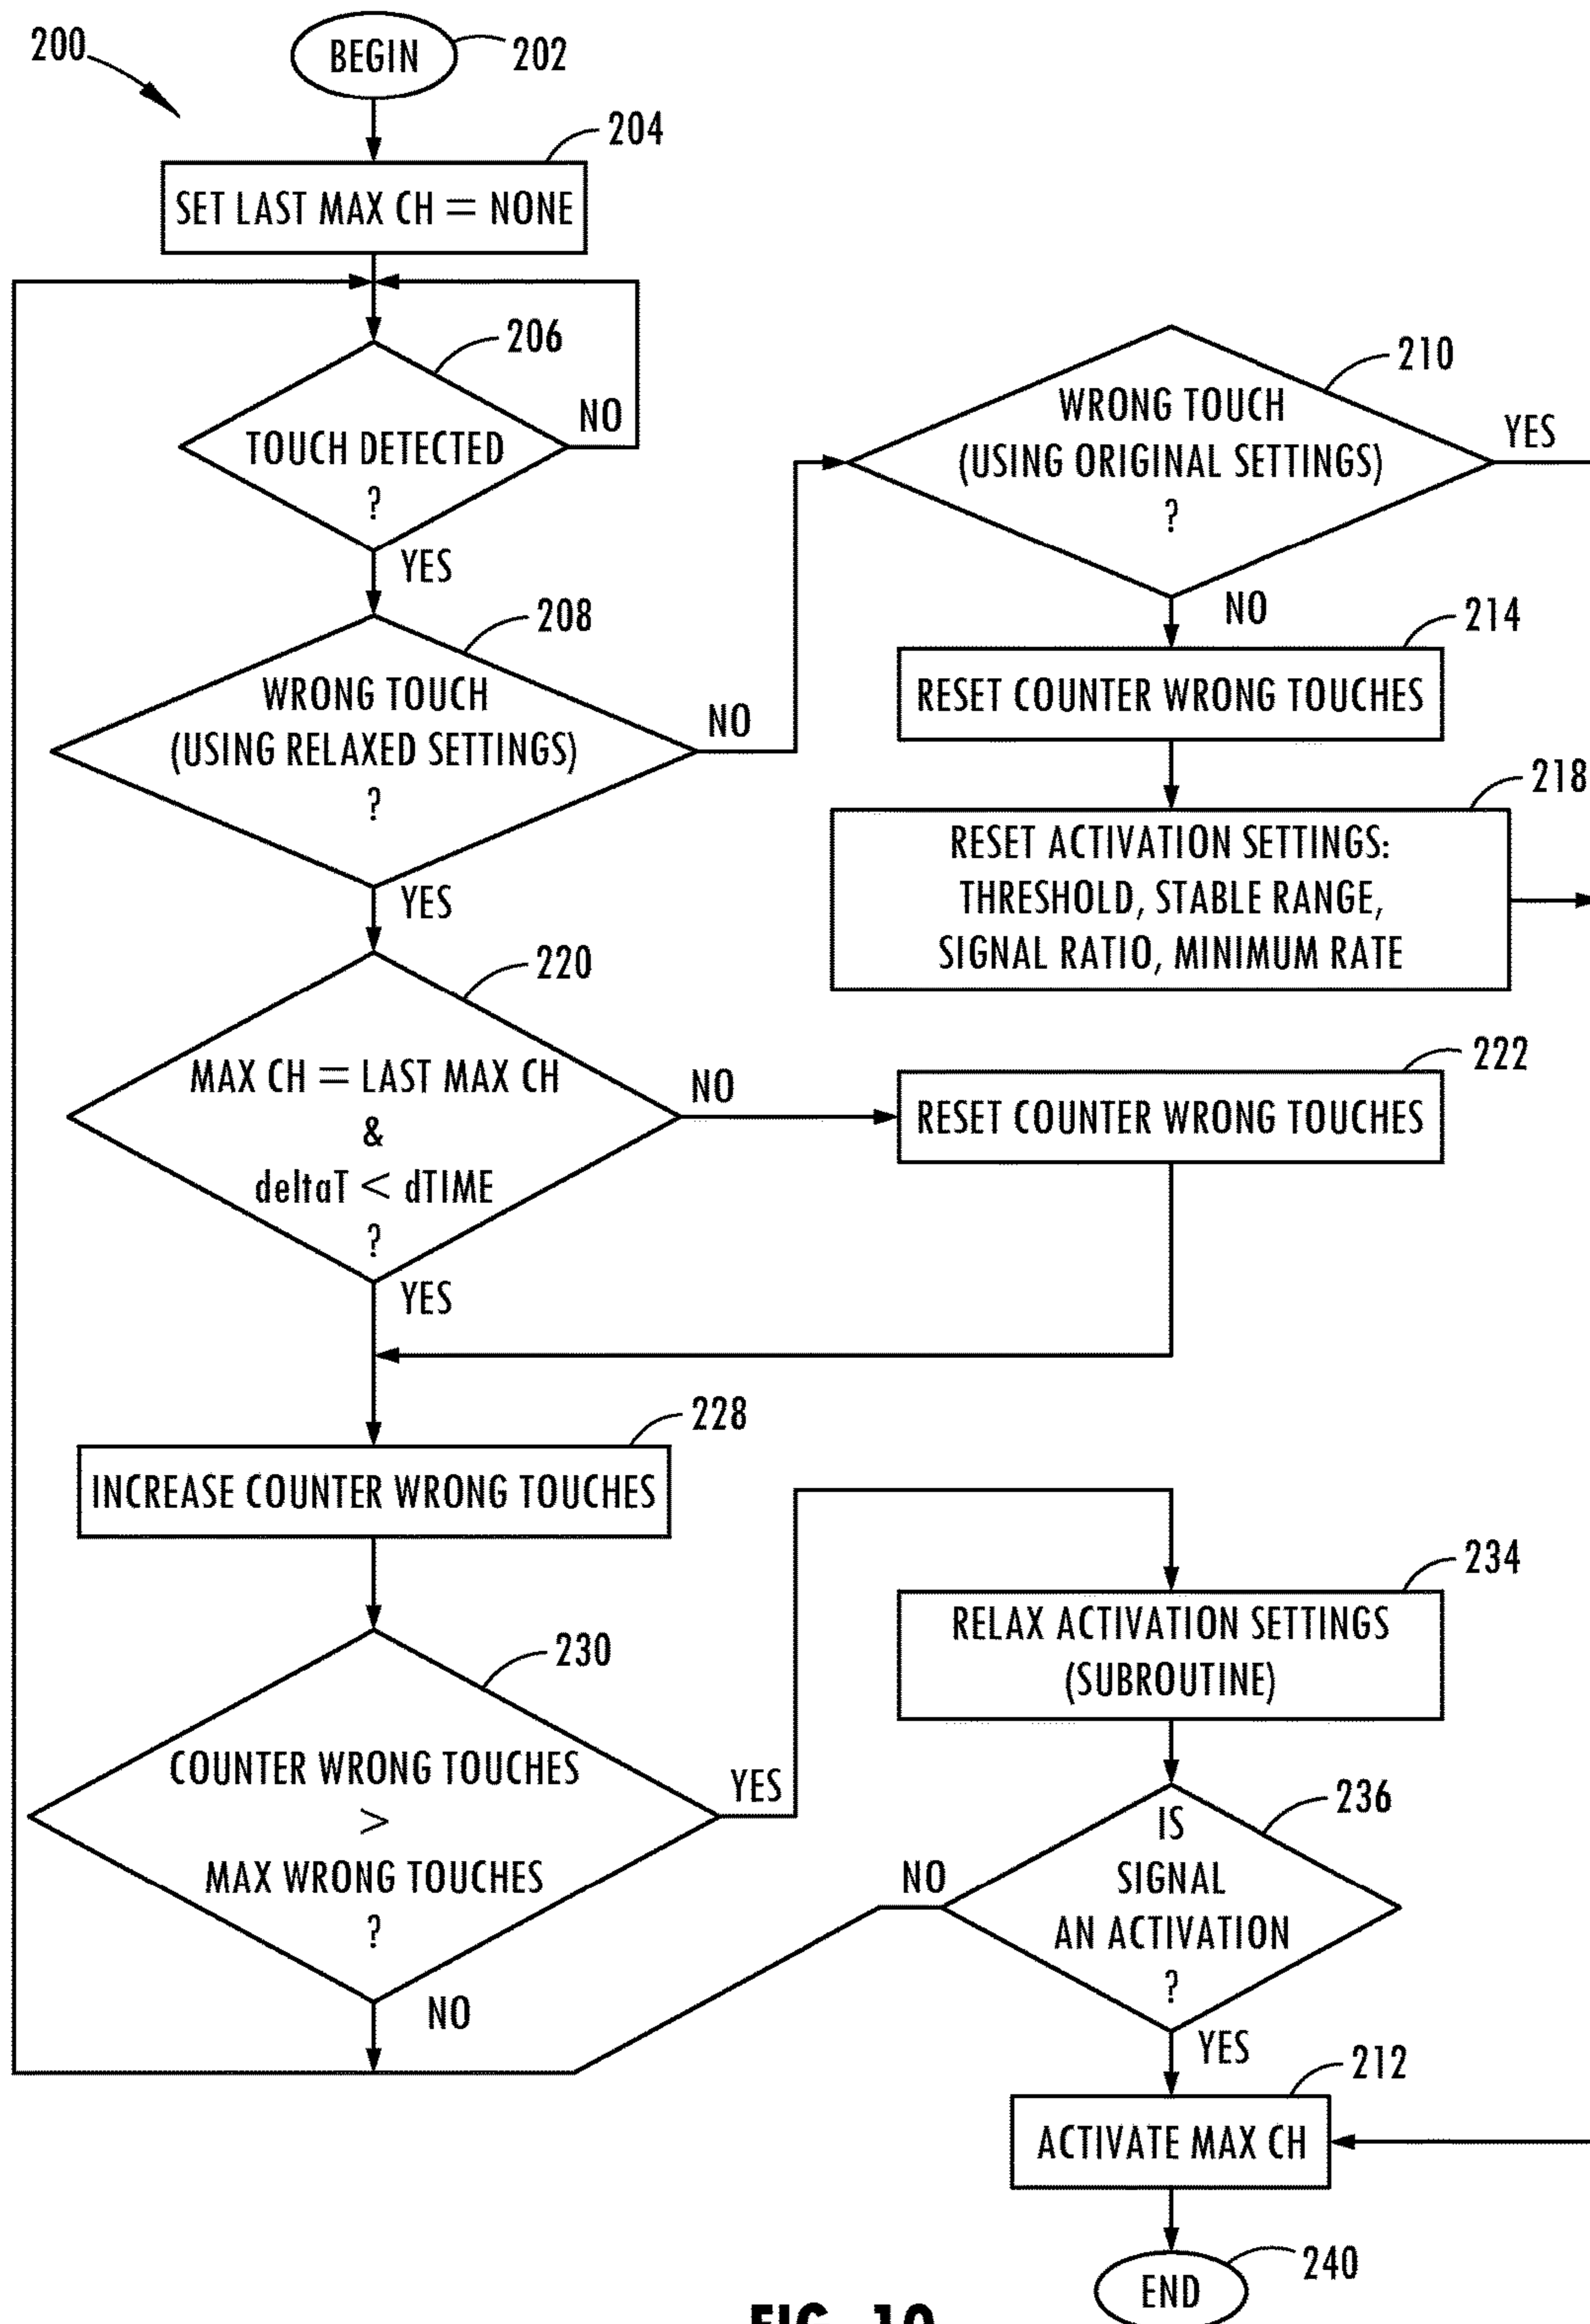 200
BEGIN
202
204
SET LAST MAX CH = NONE
206
NO
TOUCH DETECTED
?
YES
208
WRONG TOUCH
(USING RELAXED SETTINGS)
?
NO
YES
210
WRONG TOUCH
(USING ORIGINAL SETTINGS)
?
YES
NO
214
RESET COUNTER WRONG TOUCHES
218
RESET ACTIVATION SETTINGS:
THRESHOLD, STABLE RANGE,
SIGNAL RATIO, MINIMUM RATE
220
MAX CH = LAST MAX CH
&
deltaT < dTIME
?
NO
YES
222
RESET COUNTER WRONG TOUCHES
228
INCREASE COUNTER WRONG TOUCHES
230
COUNTER WRONG TOUCHES
>
MAX WRONG TOUCHES
?
YES
NO
234
RELAX ACTIVATION SETTINGS
(SUBROUTINE)
236
IS
SIGNAL
AN ACTIVATION
?
NO
YES
212
ACTIVATE MAX CH
240
END
FIG. 10